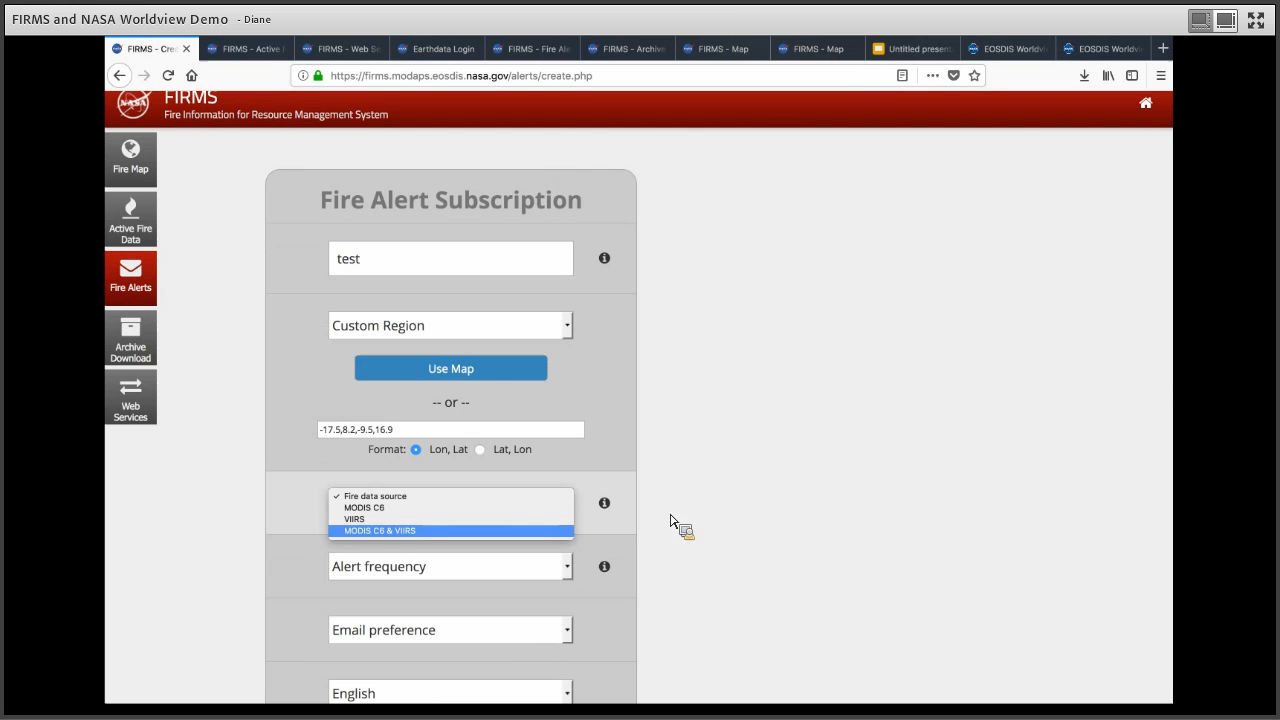 FIRMS and NASA Worldview Demo - Diane
FIRMS - Cre
FIRMS - Active
FIRMS - Web Se
Earthdata Login
FIRMS - Fire Ale
FIRMS - Archive
FIRMS - Map
FIRMS - Map
Untitled present
EOSDIS Worldvi
EOSDIS Worldvi
https://firms.modaps.eosdis.nasa.gov/alerts/create.php
NASA
FIRMS
Fire Information for Resource Management System
Fire Map
Active Fire
Data
Fire Alerts
Archive
Download
Web
Services
Fire Alert Subscription
test
Custom Region
Use Map
-- or --
-17.5,8.2,-9.5,16.9
Format: Lon, Lat Lat, Lon
Fire data source
MODIS C6
VIIRS
MODIS C6 & VIIRS
Alert frequency
Email preference
English